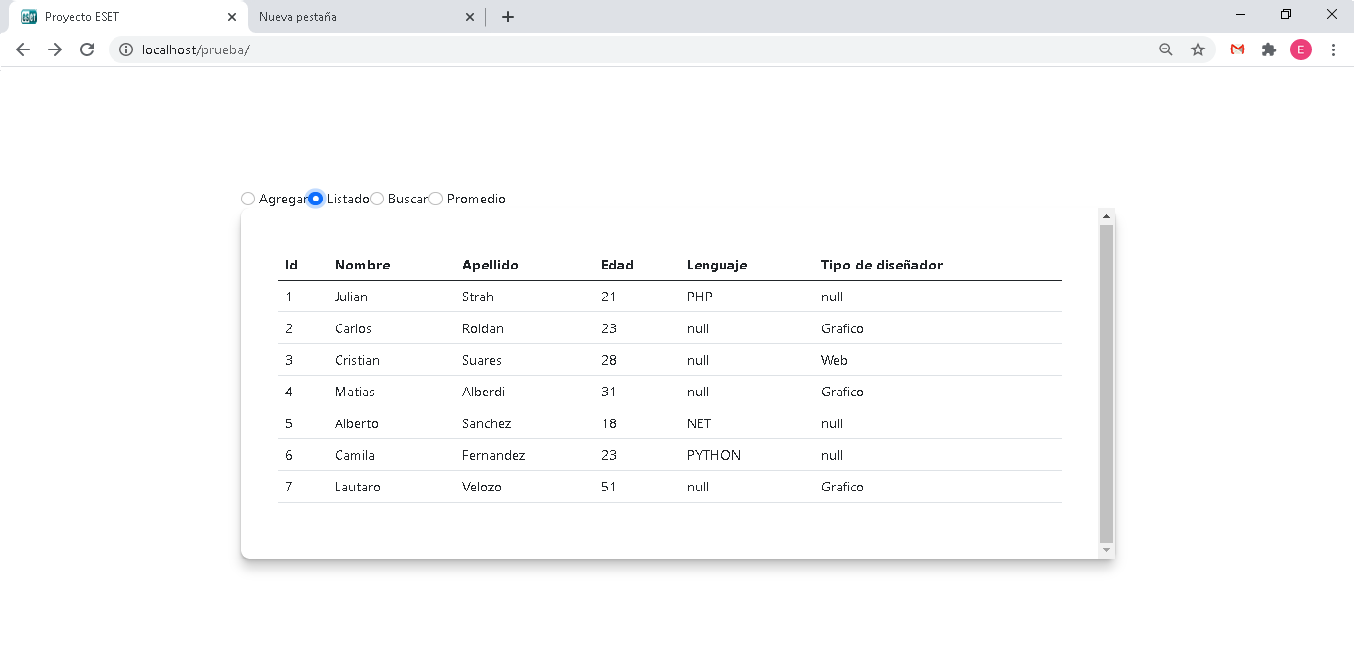 Proyecto ESET
Nueva pestaña
localhost/prueba/
E
Agregar Listado Buscar Promedio
Id Nombre Apellido Edad Lenguaje Tipo de diseñador
1 Julian Strah 21 PHP null
2 Carlos Roldan 23 null Grafico
3 Cristian Suares 28 null Web
4 Matias Alberdi 31 null Grafico
5 Alberto Sanchez 18 NET null
6 Camila Fernandez 23 PYTHON null
7 Lautaro Velozo 51 null Grafico